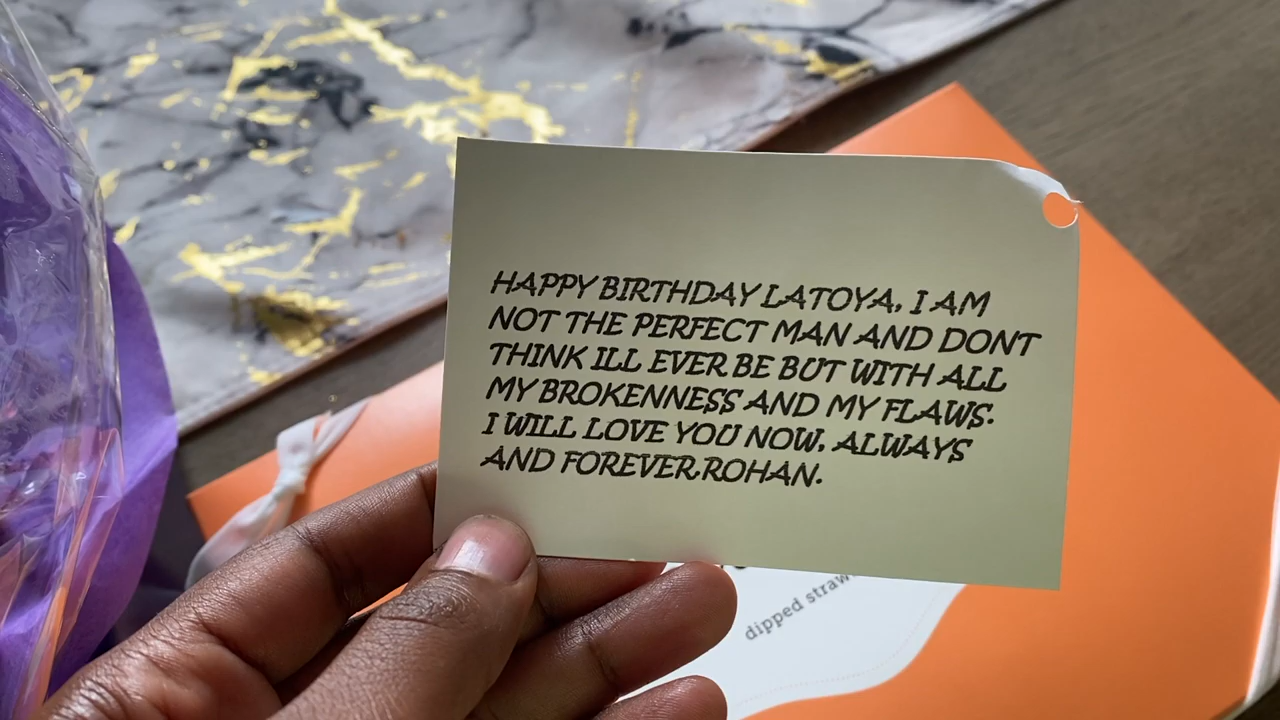 HAPPY BIRTHDAY LATOYA, I AM
NOT THE PERFECT MAN AND DONT
THINK ILL EVER BE BUT WITH ALL
MY BROKENNESS AND MY FLAWS.
I WILL LOVE YOU NOW, ALWAYS
AND FOREVER.ROHAN.
dipped